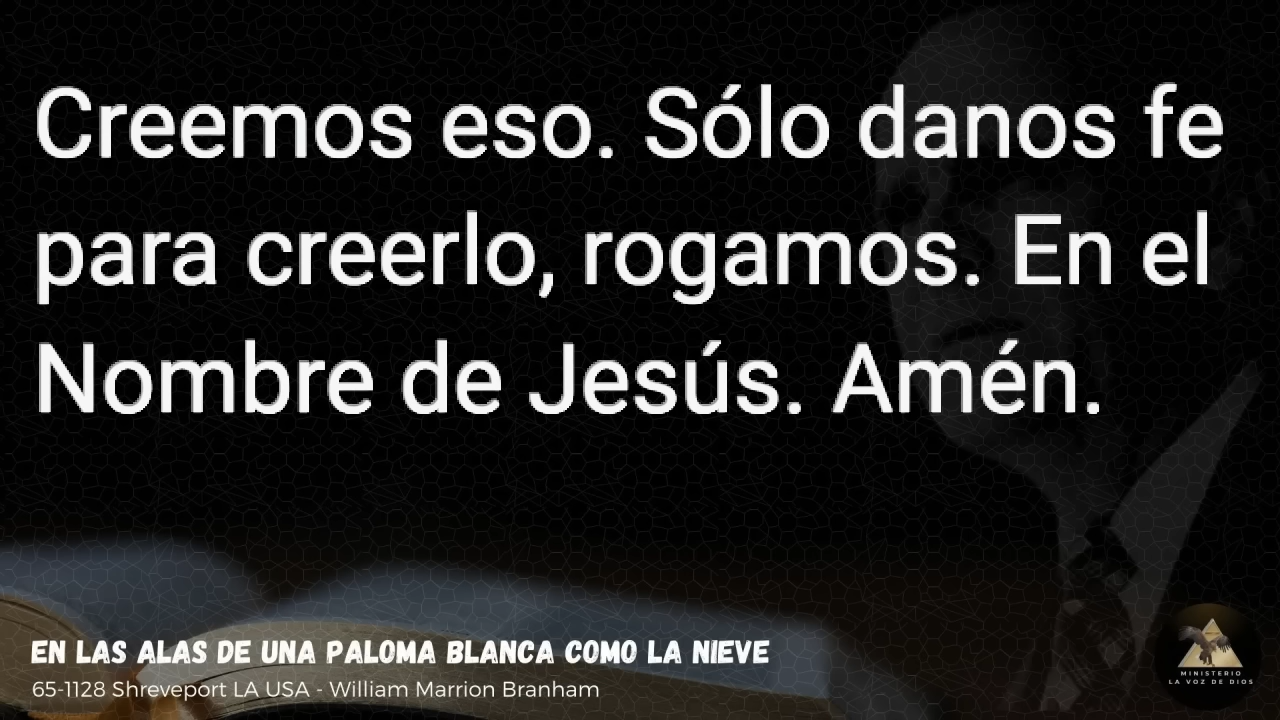 Creemos eso. Sólo danos fe
para creerlo, rogamos. En el
Nombre de Jesús. Amén.
EN LAS ALAS DE UNA PALOMA BLANCA COMO LA NIEVE
65-1128 Shreveport LA USA - William Marrion Branham
MINISTERIO
LA VOZ DE DIOS